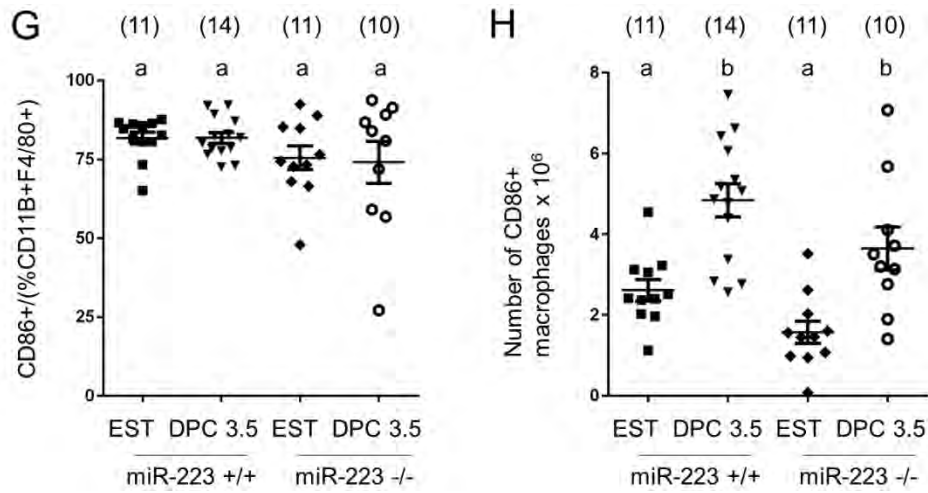 G
(11) (14) (11) (10)
a a a a
100
75
50
25
0
CD86+/(%CD11B+F4/80+)
EST DPC 3.5 EST DPC 3.5
miR-223 +/+ miR-223 -/-
H
(11) (14) (11) (10)
a b a b
8
6
4
2
0
Number of CD86+
macrophages x 10⁶
EST DPC 3.5 EST DPC 3.5
miR-223 +/+ miR-223 -/-